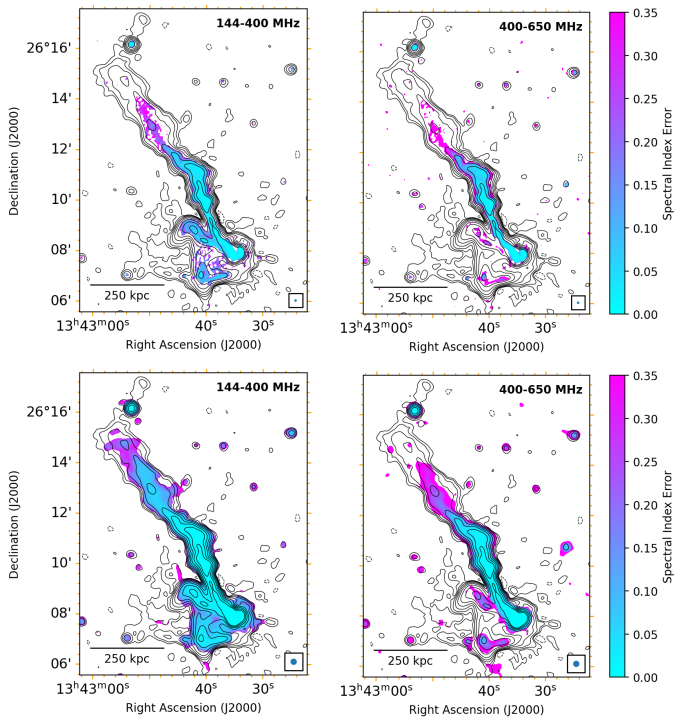 144-400 MHz
400-650 MHz
0.35
0.30
0.25
0.20
0.15
0.10
0.05
0.00
Spectral Index Error
26°16'
14'
12'
10'
08'
06'
Declination (J2000)
250 kpc
250 kpc
13h43m00s
40s
30s
13h43m00s
40s
30s
Right Ascension (J2000)
Right Ascension (J2000)
144-400 MHz
400-650 MHz
0.35
0.30
0.25
0.20
0.15
0.10
0.05
0.00
Spectral Index Error
26°16'
14'
12'
10'
08'
06'
Declination (J2000)
250 kpc
250 kpc
13h43m00s
40s
30s
13h43m00s
40s
30s
Right Ascension (J2000)
Right Ascension (J2000)